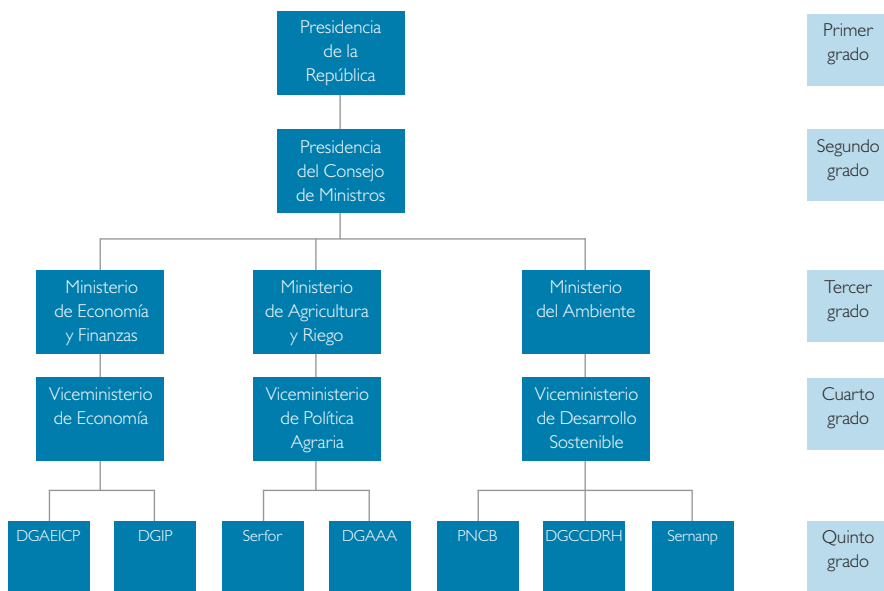 Presidencia
de la
República
Primer
grado
Presidencia
del Consejo
de Ministros
Segundo
grado
Ministerio
de Economía
y Finanzas
Ministerio
de Agricultura
y Riego
Ministerio
del Ambiente
Tercer
grado
Viceministerio
de Economía
Viceministerio
de Política
Agraria
Viceministerio
de Desarrollo
Sostenible
Cuarto
grado
DGAEICP
DGIP
Serfor
DGAAA
PNCB
DGCCDRH
Sernanp
Quinto
grado